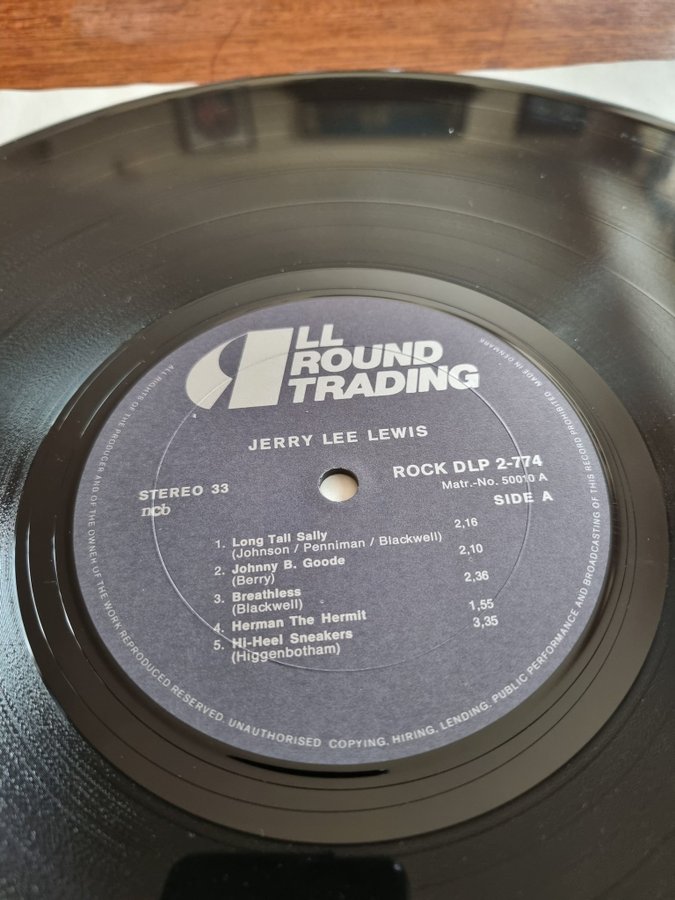 ALL
ROUND
TRADING
JERRY LEE LEWIS
ROCK DLP 2-774
Matr.-No. 50010 A
STEREO 33
SIDE A
ncb
1. Long Tall Sally 2,16
(Johnson / Penniman / Blackwell)
2. Johnny B. Goode 2,10
(Berry)
3. Breathless 2,36
(Blackwell)
4. Herman The Hermit 1,55
5. Hi-Heel Sneakers 3,35
(Higgenbotham)
ALL RIGHTS OF THE PRODUCER AND OF THE OWNER OF THE WORK REPRODUCED RESERVED. UNAUTHORISED COPYING, HIRING, LENDING, PUBLIC PERFORMANCE AND BROADCASTING OF THIS RECORD PROHIBITED MADE IN DENMARK